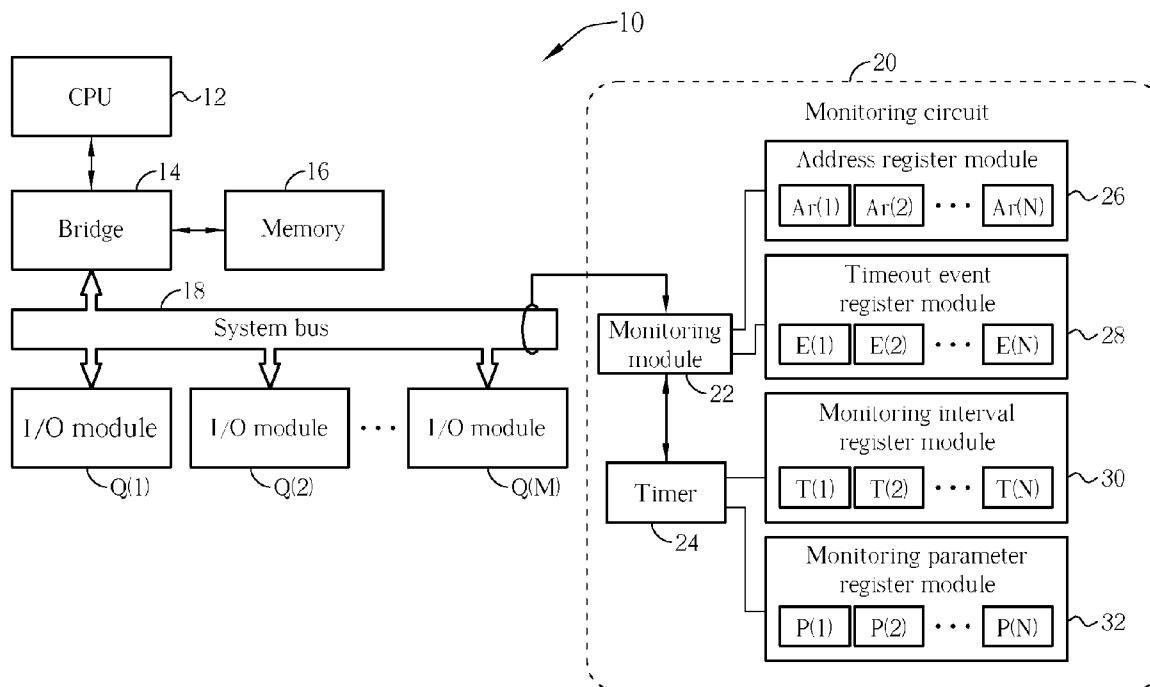 10
CPU
12
14
Bridge
16
Memory
18
System bus
I/O module
Q(1)
I/O module
Q(2)
• • •
I/O module
Q(M)
20
Monitoring circuit
Monitoring
module
22
Timer
24
Address register module
Ar(1) Ar(2) • • • Ar(N)
26
Timeout event
register module
E(1) E(2) • • • E(N)
28
Monitoring interval
register module
T(1) T(2) • • • T(N)
30
Monitoring parameter
register module
P(1) P(2) • • • P(N)
32